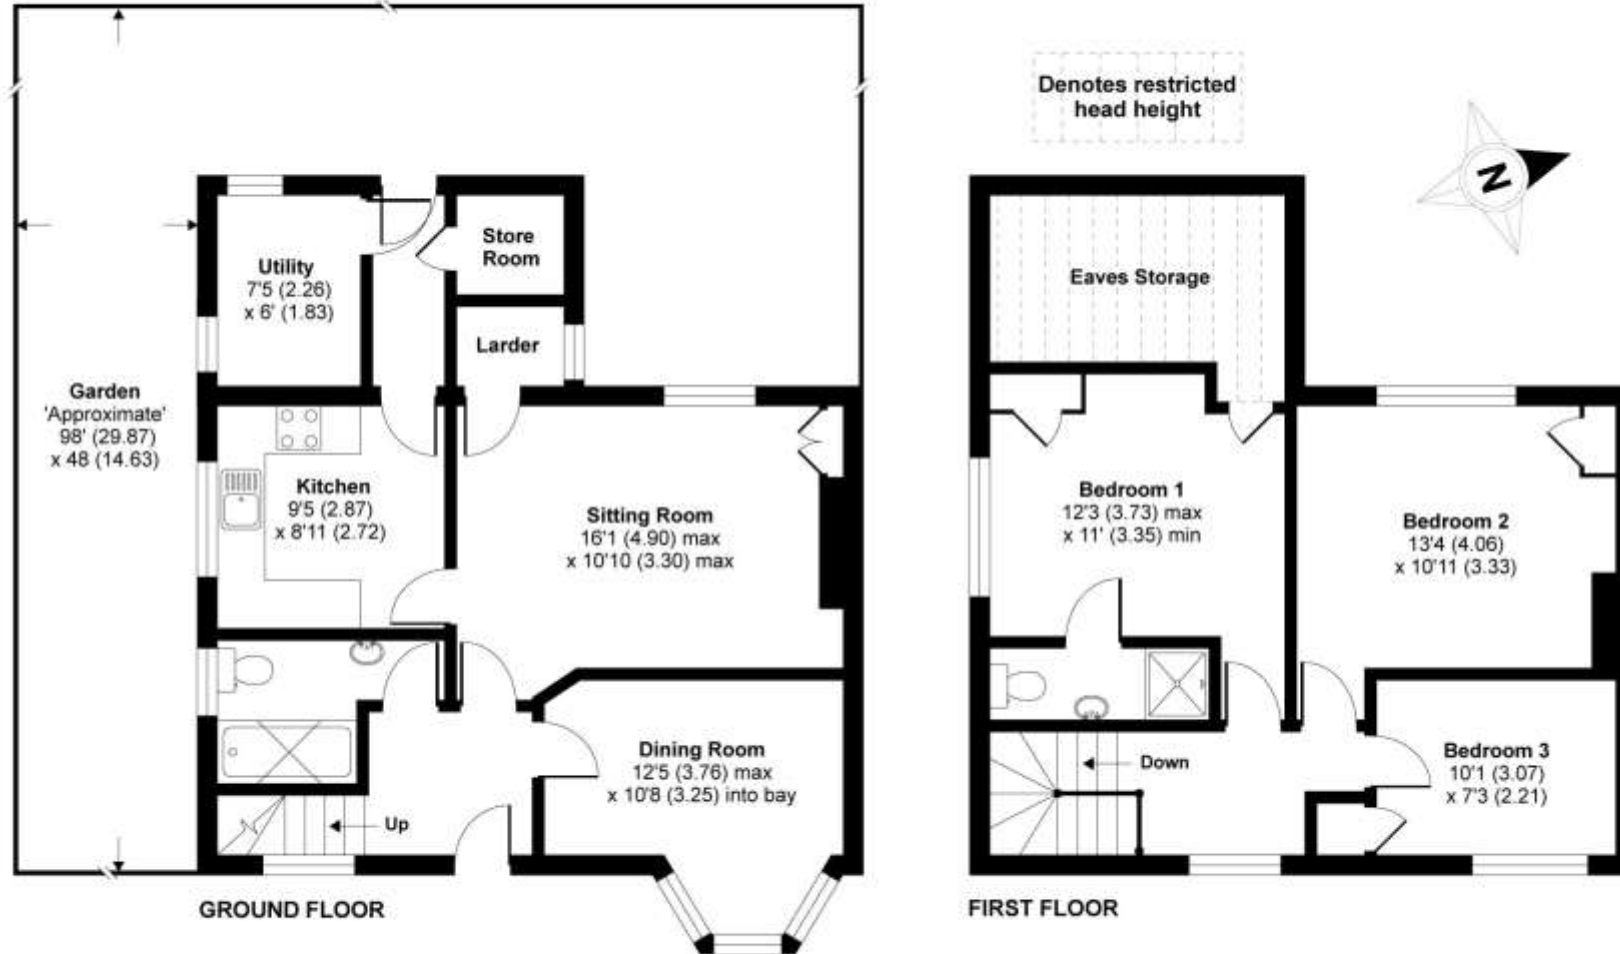 Denotes restricted
head height
N
Utility
7'5 (2.26)
x 6' (1.83)
Store
Room
Larder
Garden
'Approximate'
98' (29.87)
x 48 (14.63)
Kitchen
9'5 (2.87)
x 8'11 (2.72)
Sitting Room
16'1 (4.90) max
x 10'10 (3.30) max
Dining Room
12'5 (3.76) max
x 10'8 (3.25) into bay
Up
GROUND FLOOR
Eaves Storage
Bedroom 1
12'3 (3.73) max
x 11' (3.35) min
Bedroom 2
13'4 (4.06)
x 10'11 (3.33)
Down
Bedroom 3
10'1 (3.07)
x 7'3 (2.21)
FIRST FLOOR